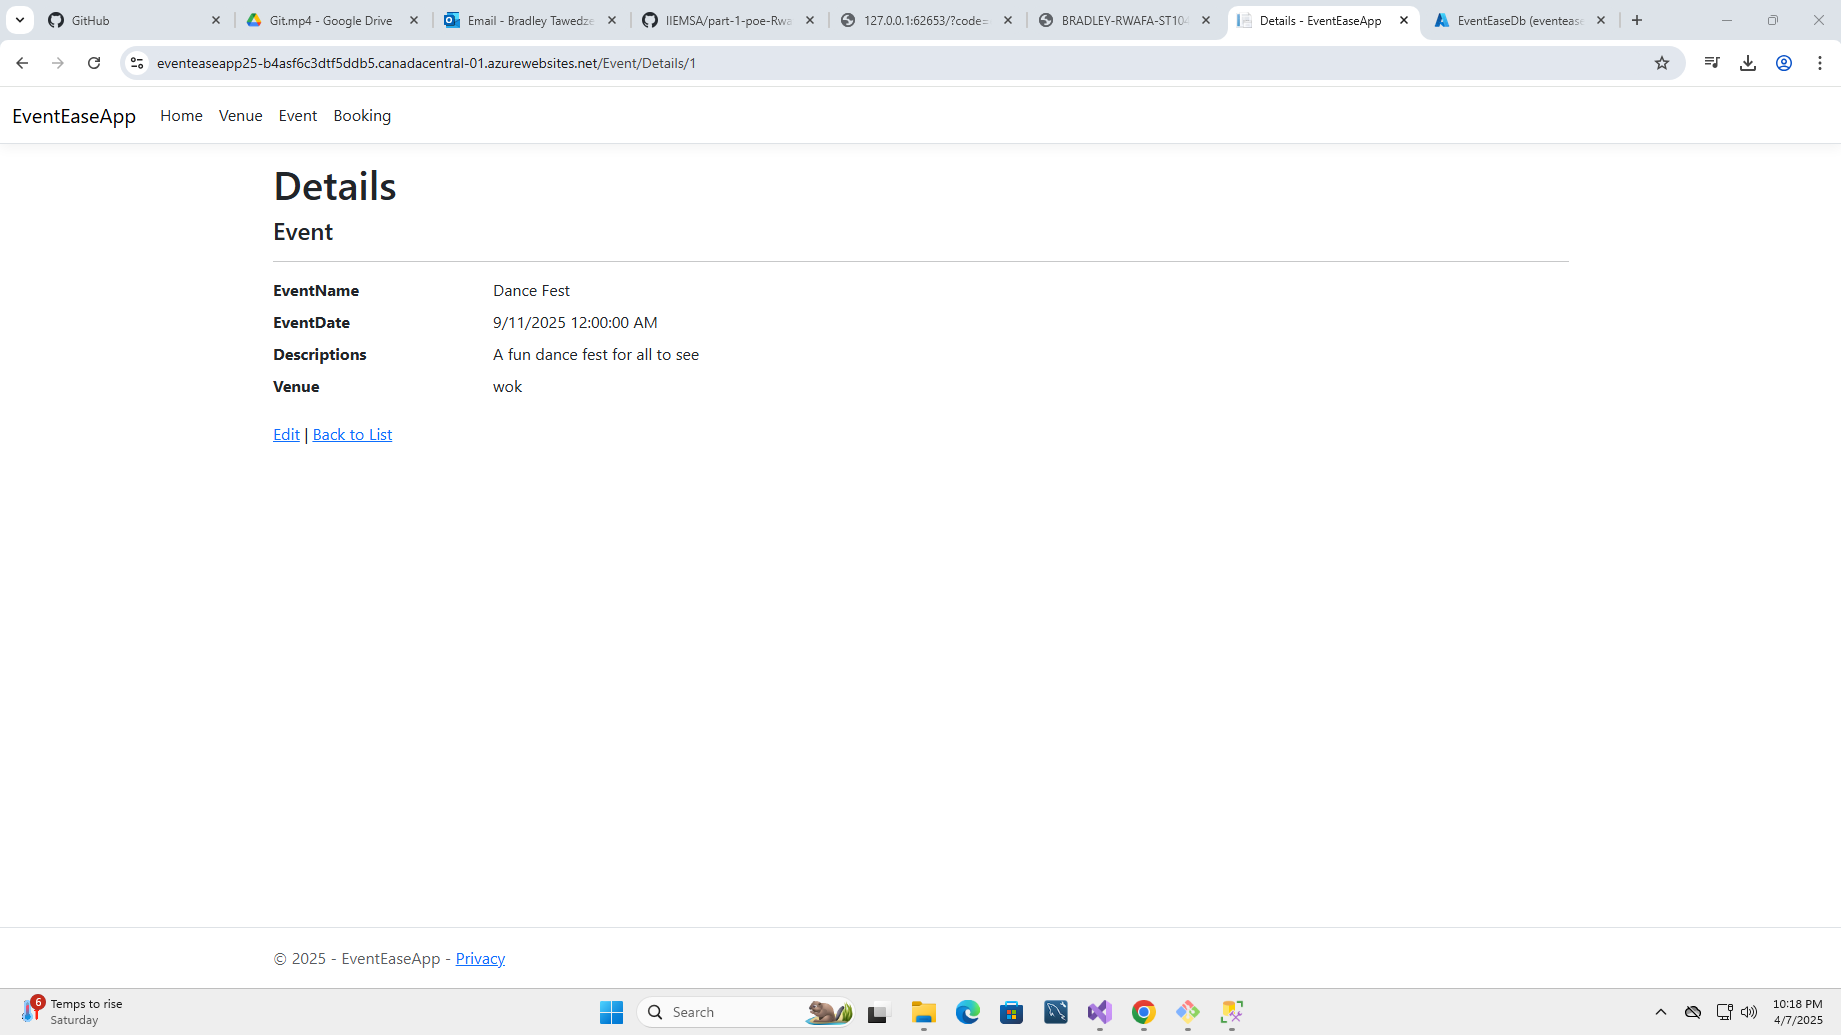 GitHub
Git.mp4 - Google Drive
Email - Bradley Tawedze
IIEMSA/part-1-poe-Rwa
127.0.0.1:62653/?code=
BRADLEY-RWAFA-ST104
Details - EventEaseApp
EventEaseDb (eventease
eventeaseapp25-b4asf6c3dtf5ddb5.canadacentral-01.azurewebsites.net/Event/Details/1
EventEaseApp Home Venue Event Booking
Details
Event
EventName Dance Fest
EventDate 9/11/2025 12:00:00 AM
Descriptions A fun dance fest for all to see
Venue wok
Edit | Back to List
© 2025 - EventEaseApp - Privacy
6
Temps to rise
Saturday
Search
10:18 PM
4/7/2025